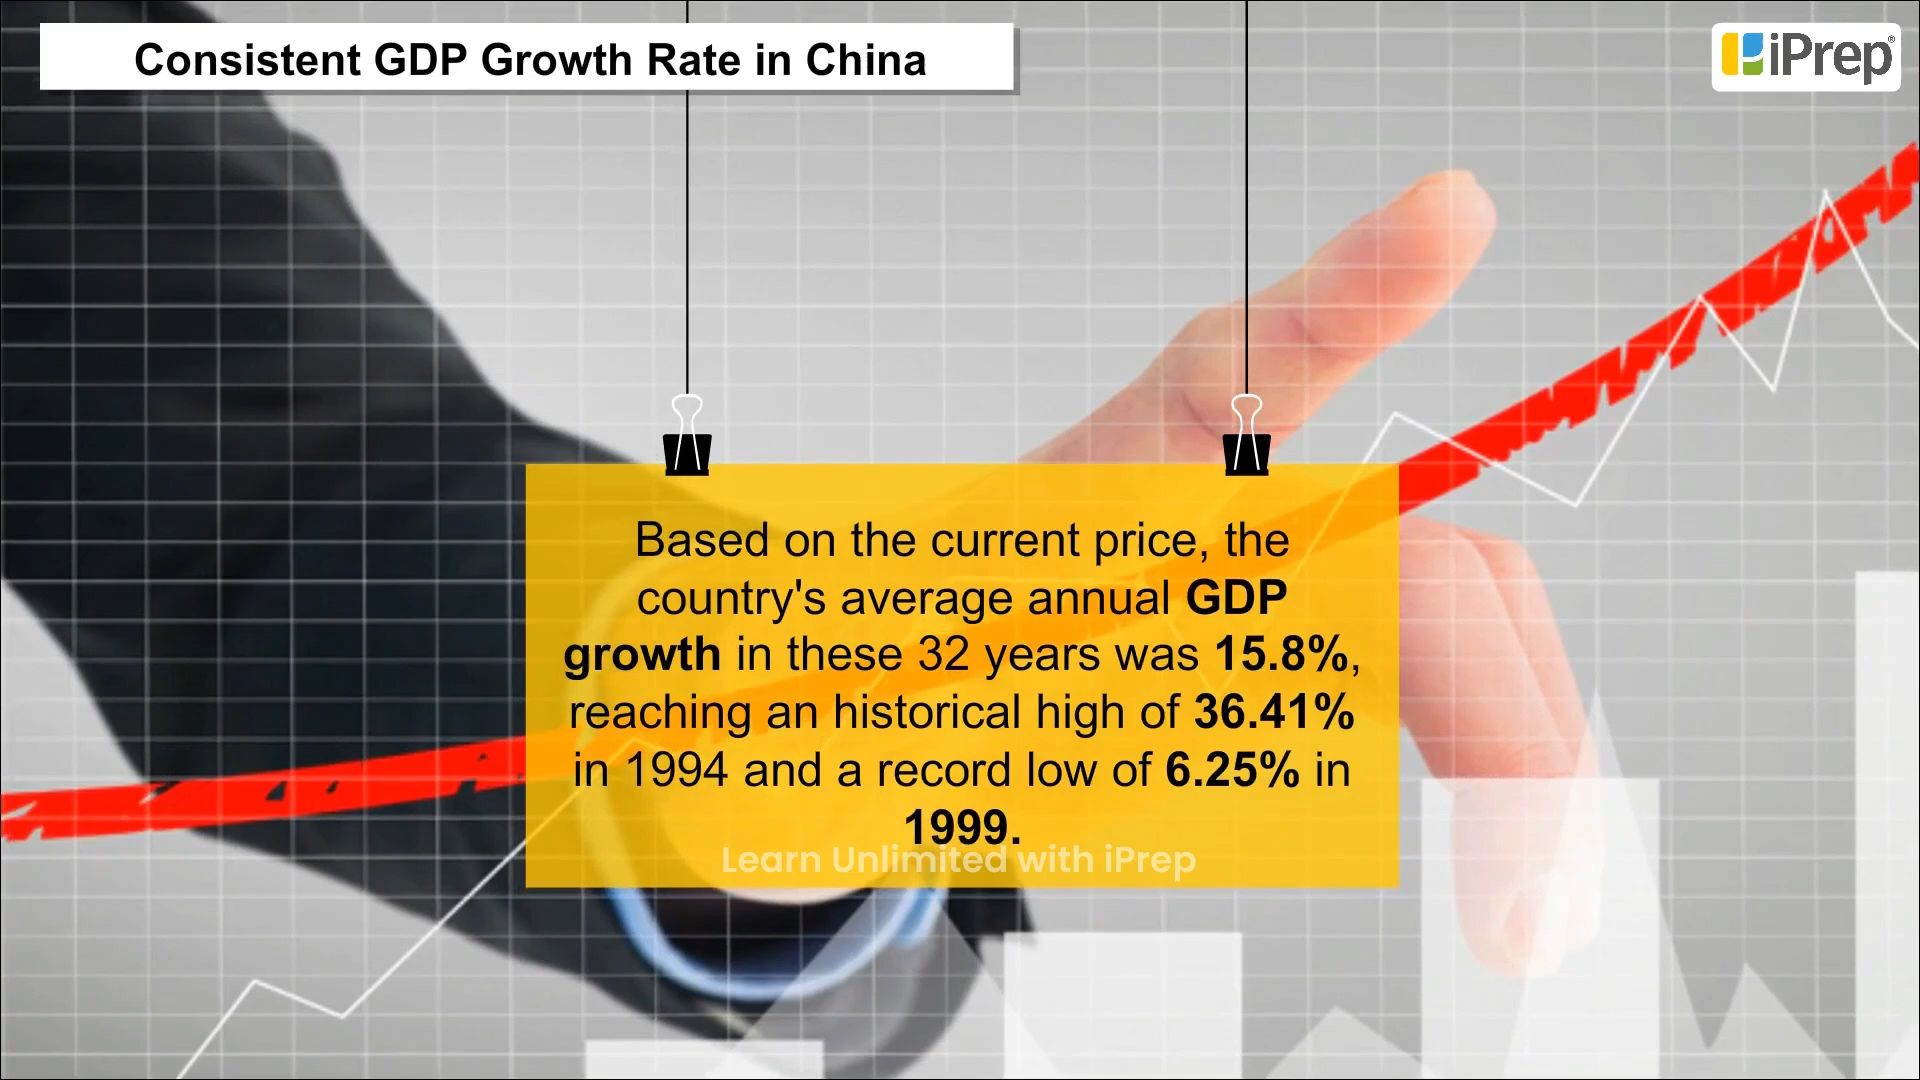 Consistent GDP Growth Rate in China
iPrep®
Based on the current price, the
country's average annual GDP
growth in these 32 years was 15.8%,
reaching an historical high of 36.41%
in 1994 and a record low of 6.25% in
1999.
Learn Unlimited with iPrep